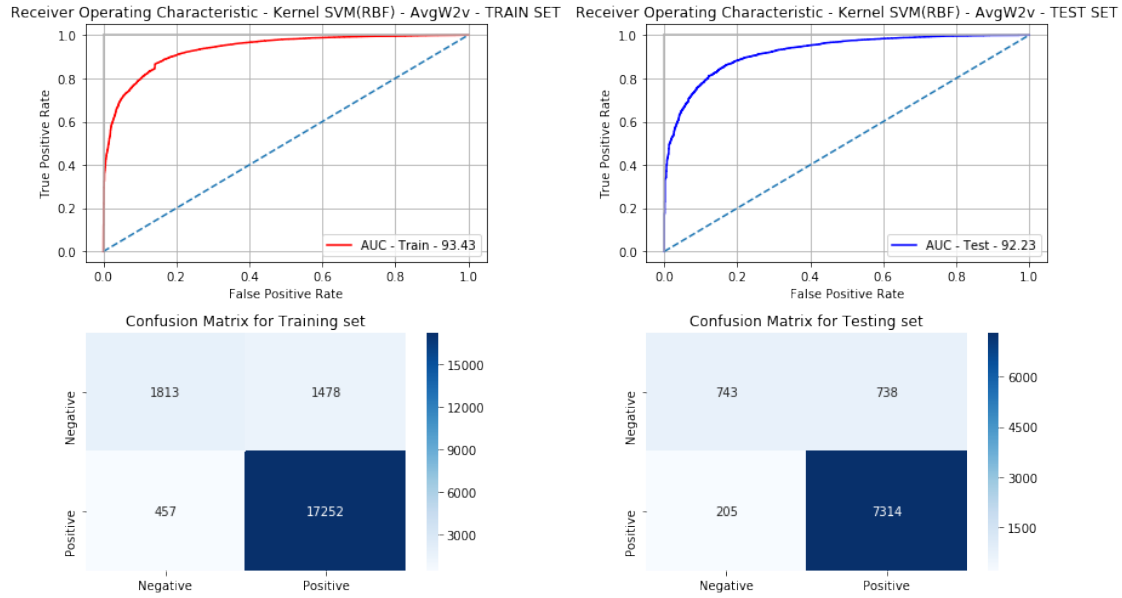 Receiver Operating Characteristic - Kernel SVM(RBF) - AvgW2v - TRAIN SET
1.0
0.8
0.6
0.4
0.2
0.0
True Positive Rate
AUC - Train - 93.43
0.0 0.2 0.4 0.6 0.8 1.0
False Positive Rate
Receiver Operating Characteristic - Kernel SVM(RBF) - AvgW2v - TEST SET
1.0
0.8
0.6
0.4
0.2
0.0
True Positive Rate
AUC - Test - 92.23
0.0 0.2 0.4 0.6 0.8 1.0
False Positive Rate
Confusion Matrix for Training set
Negative
1813 1478
Positive
457 17252
Negative Positive
15000
12000
9000
6000
3000
Confusion Matrix for Testing set
Negative
743 738
Positive
205 7314
Negative Positive
6000
4500
3000
1500